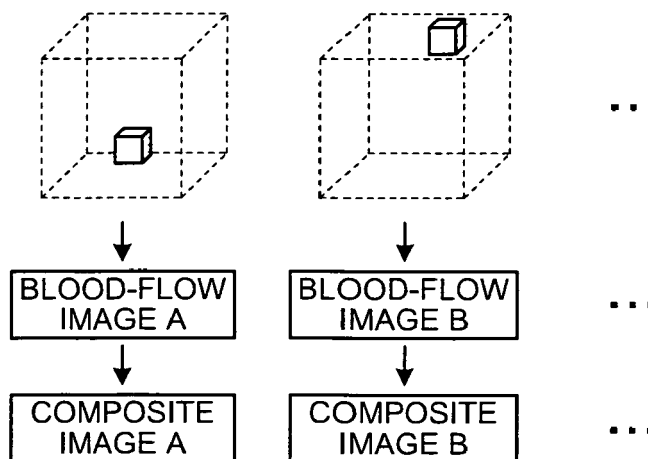 BLOOD-FLOW
IMAGE A
BLOOD-FLOW
IMAGE B
...
COMPOSITE
IMAGE A
COMPOSITE
IMAGE B
...